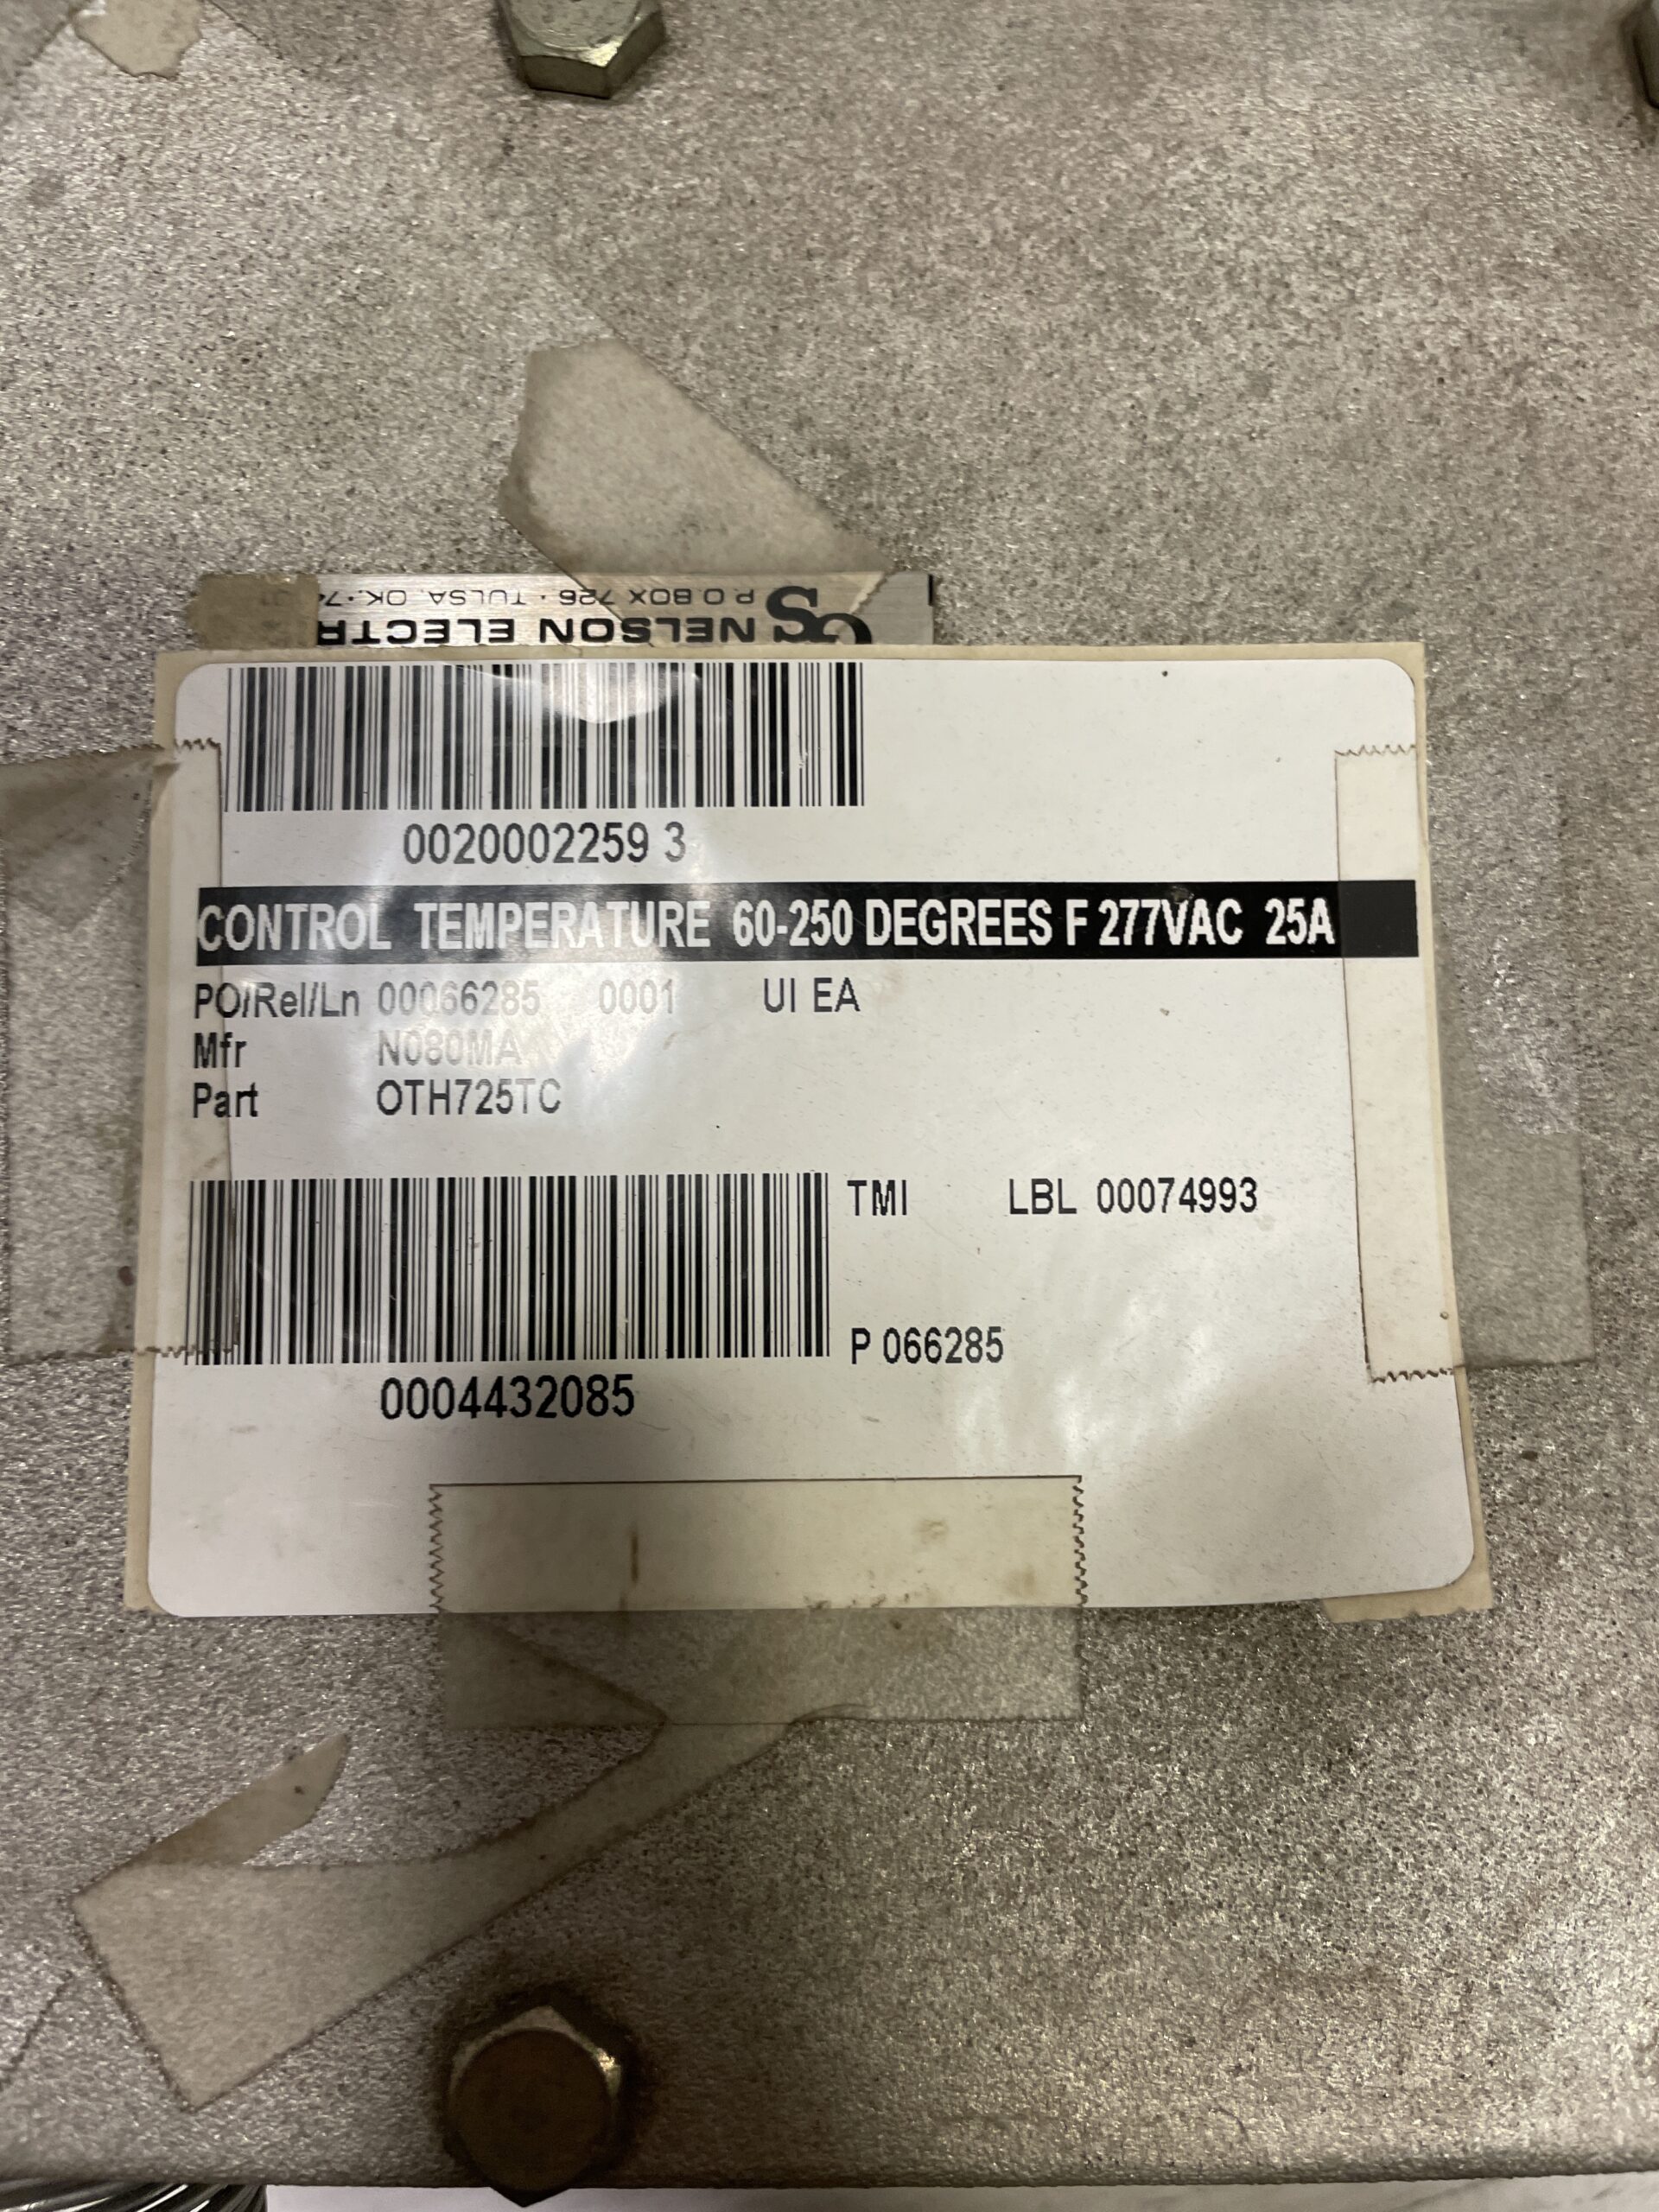 P.O BOX 726 · TULSA, OK.
GS NELSON ELECTR
0020002259 3
CONTROL TEMPERATURE 60-250 DEGREES F 277VAC 25A
PO/Rel/Ln 00066285 0001 UI EA
Mfr N080MA
Part OTH725TC
TMI LBL 00074993
P 066285
0004432085